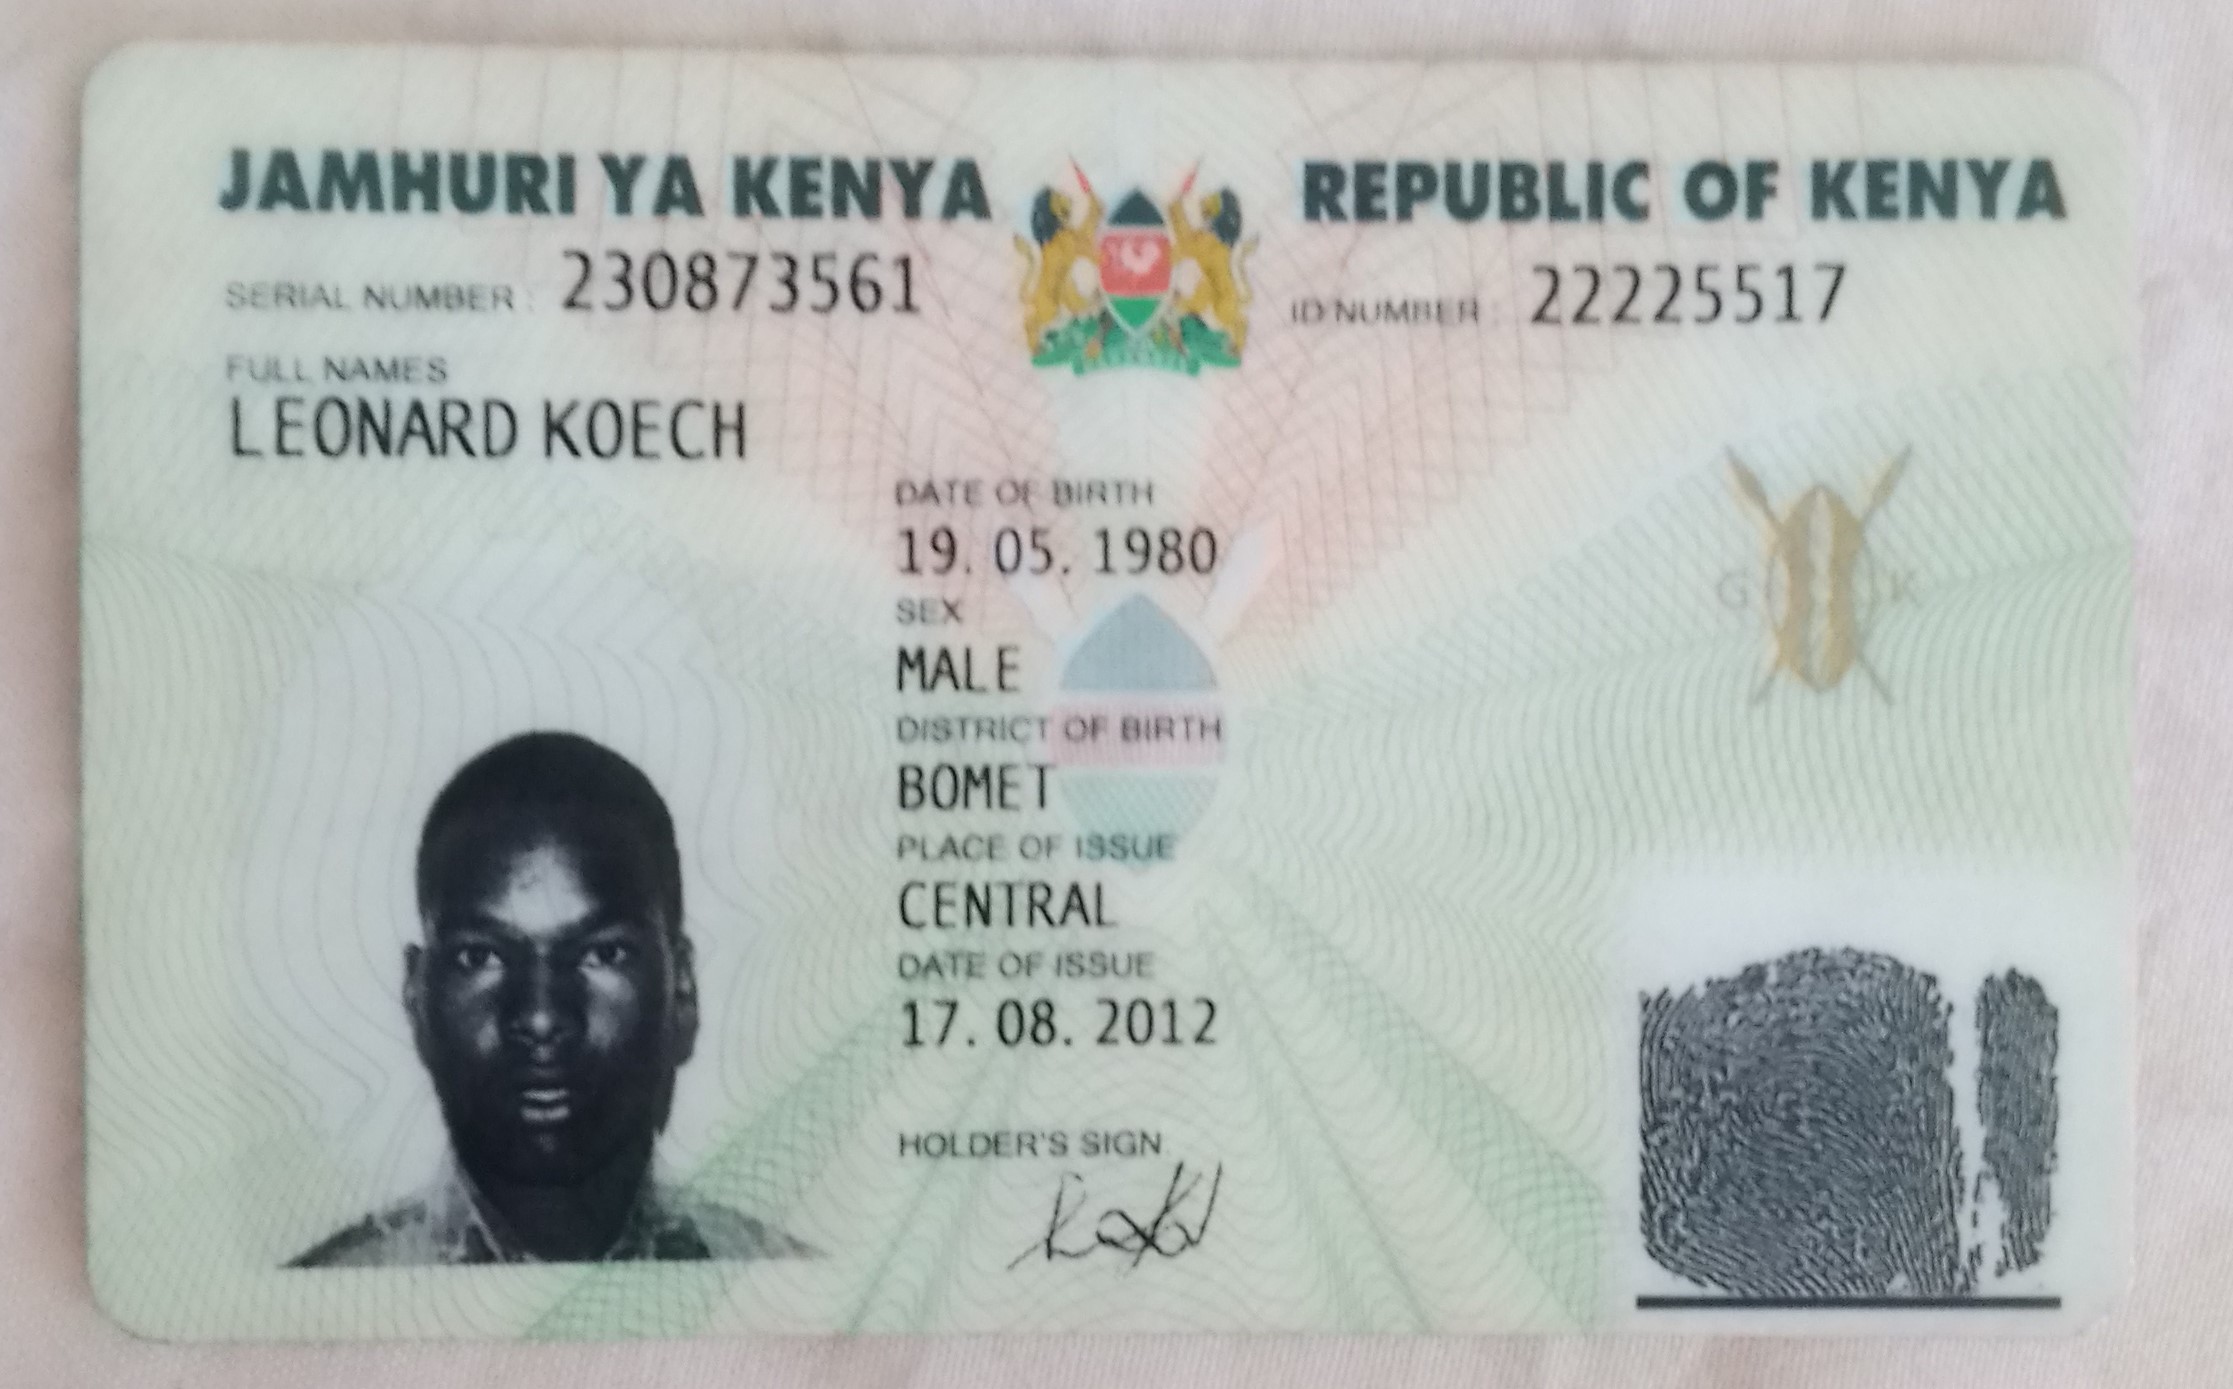 JAMHURI YA KENYA REPUBLIC OF KENYA
SERIAL NUMBER : 230873561 ID NUMBER : 22225517
FULL NAMES
LEONARD KOECH
DATE OF BIRTH
19. 05. 1980
SEX
MALE
G K
DISTRICT OF BIRTH
BOMET
PLACE OF ISSUE
CENTRAL
DATE OF ISSUE
17. 08. 2012
HOLDER'S SIGN.